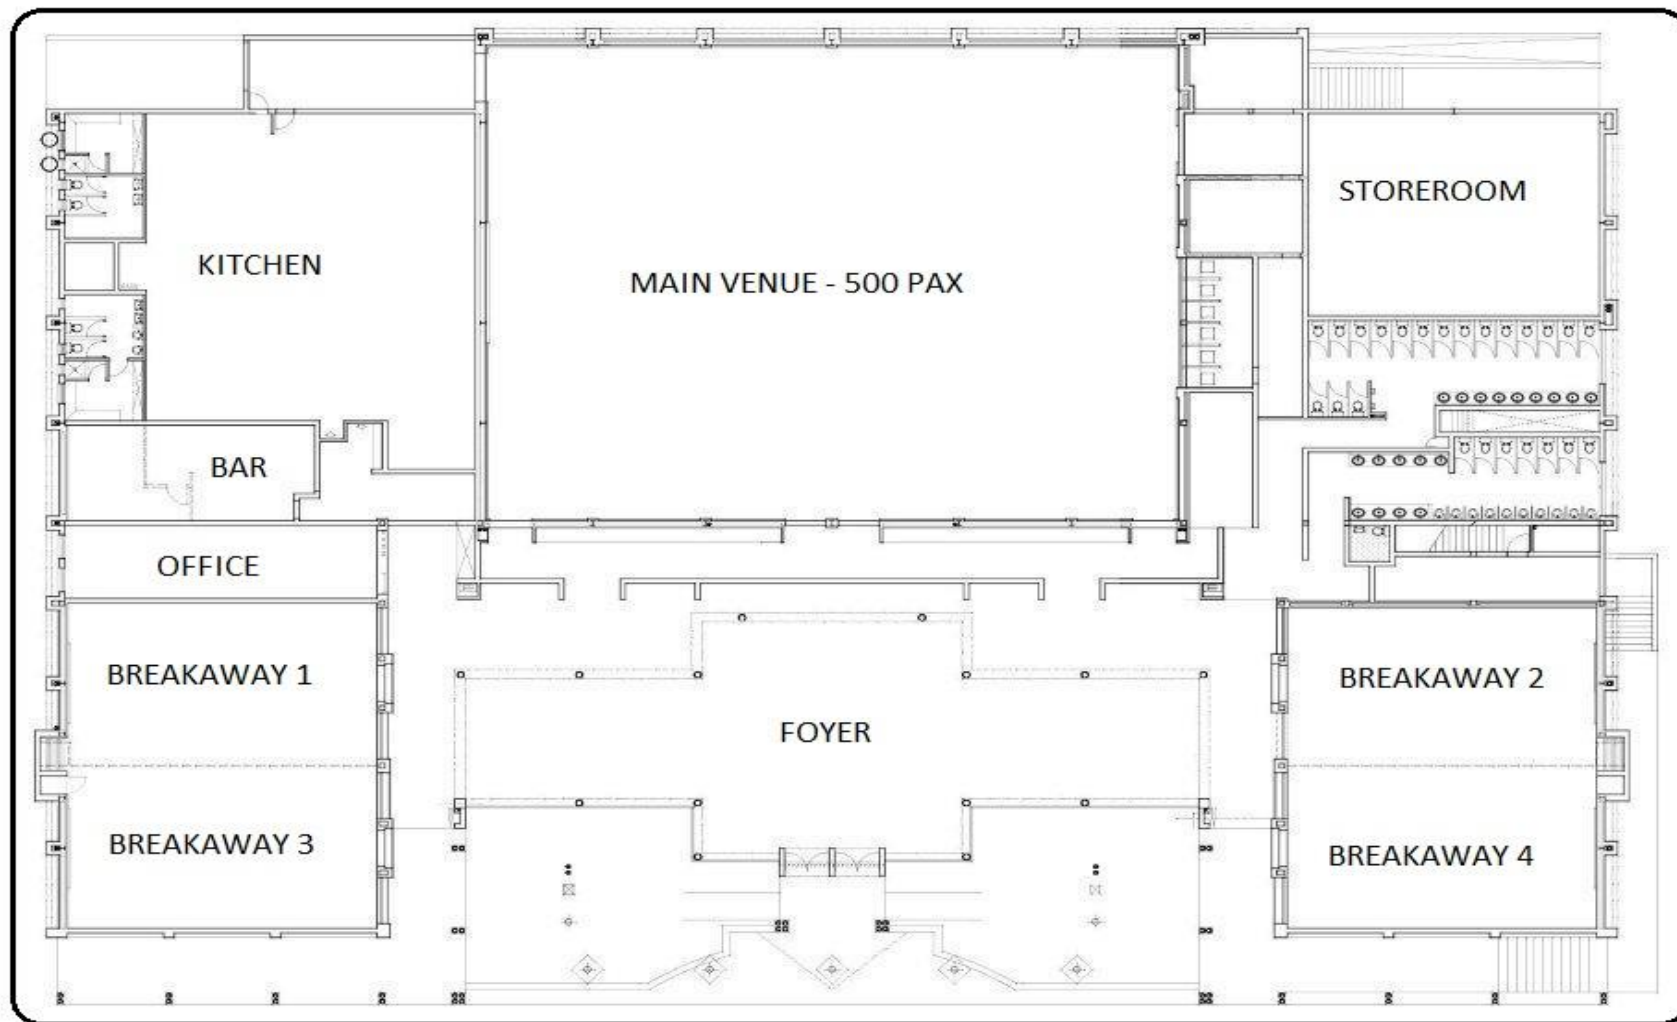 STOREROOM
KITCHEN
MAIN VENUE - 500 PAX
BAR
OFFICE
BREAKAWAY 1
BREAKAWAY 2
FOYER
BREAKAWAY 3
BREAKAWAY 4